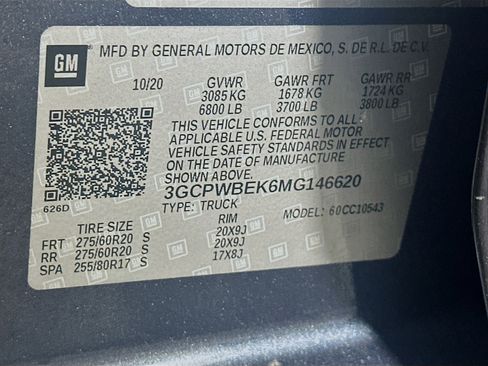 GM
MFD BY GENERAL MOTORS DE MEXICO, S. DE R.L. DE C.V.
10/20 GVWR GAWR FRT GAWR RR
3085 KG 1678 KG 1724 KG
6800 LB 3700 LB 3800 LB
THIS VEHICLE CONFORMS TO ALL
APPLICABLE U.S. FEDERAL MOTOR
VEHICLE SAFETY STANDARDS IN
EFFECT ON THE DATE OF MANUFACTURE
SHOWN ABOVE.
626D 3GCPWBEK6MG146620
TYPE: TRUCK MODEL: 60CC10543
TIRE SIZE RIM
FRT 275/60R20 S 20X9J
RR 275/60R20 S 20X9J
SPA 255/80R17 S 17X8J